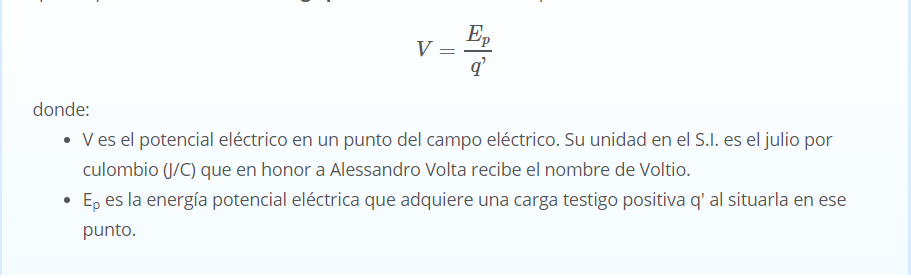 V = E_p / q’
donde:
• V es el potencial eléctrico en un punto del campo eléctrico. Su unidad en el S.I. es el julio por
culombio (J/C) que en honor a Alessandro Volta recibe el nombre de Voltio.
• E_p es la energía potencial eléctrica que adquiere una carga testigo positiva q' al situarla en ese
punto.